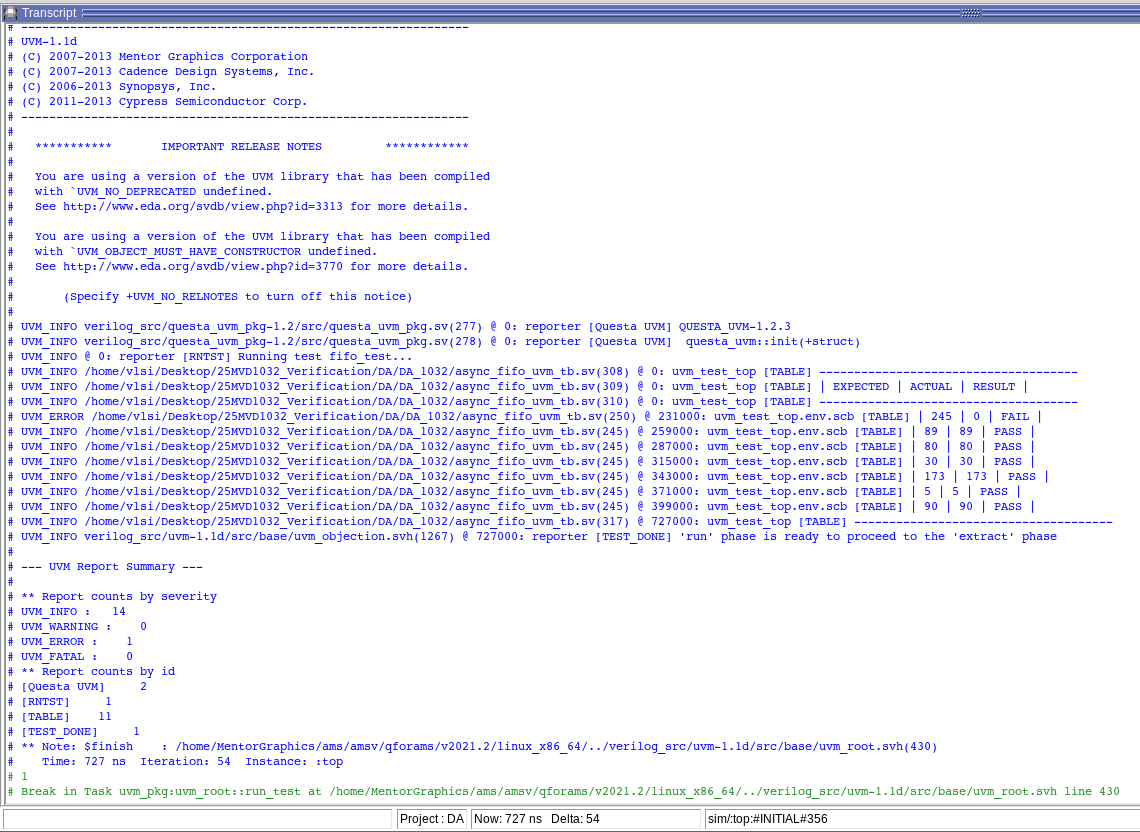 Transcript
# ----------------------------------------------------------------
# UVM-1.1d
# (C) 2007-2013 Mentor Graphics Corporation
# (C) 2007-2013 Cadence Design Systems, Inc.
# (C) 2006-2013 Synopsys, Inc.
# (C) 2011-2013 Cypress Semiconductor Corp.
# ----------------------------------------------------------------
#
#   ***********       IMPORTANT RELEASE NOTES         ************
#
#   You are using a version of the UVM library that has been compiled
#   with `UVM_NO_DEPRECATED undefined.
#   See http://www.eda.org/svdb/view.php?id=3313 for more details.
#
#   You are using a version of the UVM library that has been compiled
#   with `UVM_OBJECT_MUST_HAVE_CONSTRUCTOR undefined.
#   See http://www.eda.org/svdb/view.php?id=3770 for more details.
#
#       (Specify +UVM_NO_RELNOTES to turn off this notice)
#
# UVM_INFO verilog_src/questa_uvm_pkg-1.2/src/questa_uvm_pkg.sv(277) @ 0: reporter [Questa UVM] QUESTA_UVM-1.2.3
# UVM_INFO verilog_src/questa_uvm_pkg-1.2/src/questa_uvm_pkg.sv(278) @ 0: reporter [Questa UVM]  questa_uvm::init(+struct)
# UVM_INFO @ 0: reporter [RNTST] Running test fifo_test...
# UVM_INFO /home/vlsi/Desktop/25MVD1032_Verification/DA/DA_1032/async_fifo_uvm_tb.sv(308) @ 0: uvm_test_top [TABLE] -------------------------------------
# UVM_INFO /home/vlsi/Desktop/25MVD1032_Verification/DA/DA_1032/async_fifo_uvm_tb.sv(309) @ 0: uvm_test_top [TABLE] | EXPECTED | ACTUAL | RESULT |
# UVM_INFO /home/vlsi/Desktop/25MVD1032_Verification/DA/DA_1032/async_fifo_uvm_tb.sv(310) @ 0: uvm_test_top [TABLE] -------------------------------------
# UVM_ERROR /home/vlsi/Desktop/25MVD1032_Verification/DA/DA_1032/async_fifo_uvm_tb.sv(250) @ 231000: uvm_test_top.env.scb [TABLE] | 245 | 0 | FAIL |
# UVM_INFO /home/vlsi/Desktop/25MVD1032_Verification/DA/DA_1032/async_fifo_uvm_tb.sv(245) @ 259000: uvm_test_top.env.scb [TABLE] | 89 | 89 | PASS |
# UVM_INFO /home/vlsi/Desktop/25MVD1032_Verification/DA/DA_1032/async_fifo_uvm_tb.sv(245) @ 287000: uvm_test_top.env.scb [TABLE] | 80 | 80 | PASS |
# UVM_INFO /home/vlsi/Desktop/25MVD1032_Verification/DA/DA_1032/async_fifo_uvm_tb.sv(245) @ 315000: uvm_test_top.env.scb [TABLE] | 30 | 30 | PASS |
# UVM_INFO /home/vlsi/Desktop/25MVD1032_Verification/DA/DA_1032/async_fifo_uvm_tb.sv(245) @ 343000: uvm_test_top.env.scb [TABLE] | 173 | 173 | PASS |
# UVM_INFO /home/vlsi/Desktop/25MVD1032_Verification/DA/DA_1032/async_fifo_uvm_tb.sv(245) @ 371000: uvm_test_top.env.scb [TABLE] | 5 | 5 | PASS |
# UVM_INFO /home/vlsi/Desktop/25MVD1032_Verification/DA/DA_1032/async_fifo_uvm_tb.sv(245) @ 399000: uvm_test_top.env.scb [TABLE] | 90 | 90 | PASS |
# UVM_INFO /home/vlsi/Desktop/25MVD1032_Verification/DA/DA_1032/async_fifo_uvm_tb.sv(317) @ 727000: uvm_test_top [TABLE] -------------------------------------
# UVM_INFO verilog_src/uvm-1.1d/src/base/uvm_objection.svh(1267) @ 727000: reporter [TEST_DONE] 'run' phase is ready to proceed to the 'extract' phase
#
# --- UVM Report Summary ---
#
# ** Report counts by severity
# UVM_INFO :   14
# UVM_WARNING :    0
# UVM_ERROR :    1
# UVM_FATAL :    0
# ** Report counts by id
# [Questa UVM]     2
# [RNTST]     1
# [TABLE]    11
# [TEST_DONE]     1
# ** Note: $finish    : /home/MentorGraphics/ams/amsv/qforams/v2021.2/linux_x86_64/../verilog_src/uvm-1.1d/src/base/uvm_root.svh(430)
#    Time: 727 ns  Iteration: 54  Instance: :top
# 1
# Break in Task uvm_pkg:uvm_root::run_test at /home/MentorGraphics/ams/amsv/qforams/v2021.2/linux_x86_64/../verilog_src/uvm-1.1d/src/base/uvm_root.svh line 430
Project : DA  Now: 727 ns   Delta: 54  sim/:top:#INITIAL#356